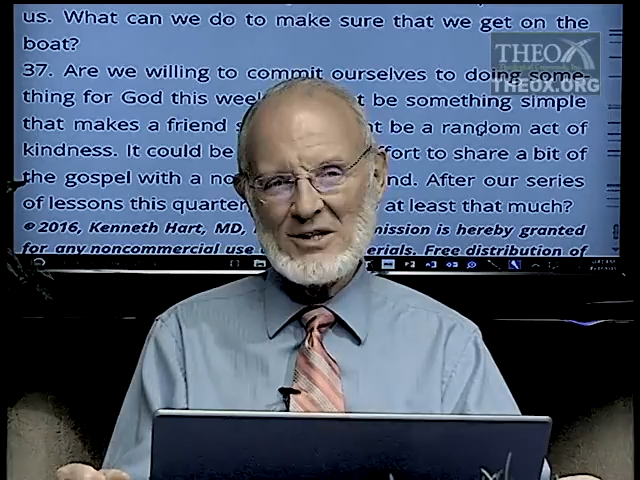 us. What can we do to make sure that we get on the
boat?
37. Are we willing to commit ourselves to doing some-
thing for God this wee t be something simple
that makes a friend s t be a random act of
kindness. It could be ffort to share a bit of
the gospel with a no nd. After our series
of lessons this quarter at least that much?
©2016, Kenneth Hart, MD, mission is hereby granted
for any noncommercial use erials. Free distribution of
THEOX
THEOX.ORG